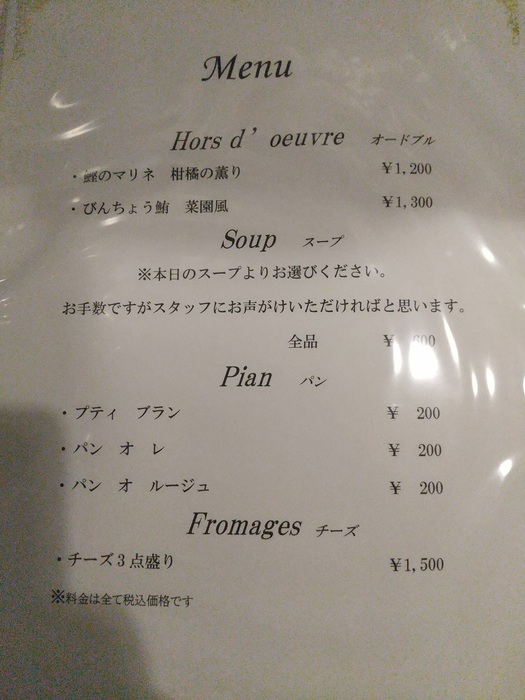 Menu
Hors d' oeuvre オードブル
・鰹のマリネ 柑橘の薫り ￥1,200
・びんちょう鮪 菜園風 ￥1,300
Soup スープ
※本日のスープよりお選びください。
お手数ですがスタッフにお声がけいただければと思います。
全品 ￥ 600
Pian パン
・プティ ブラン ￥ 200
・パン オ レ ￥ 200
・パン オ ルージュ ￥ 200
Fromages チーズ
・チーズ３点盛り ￥1,500
※料金は全て税込価格です